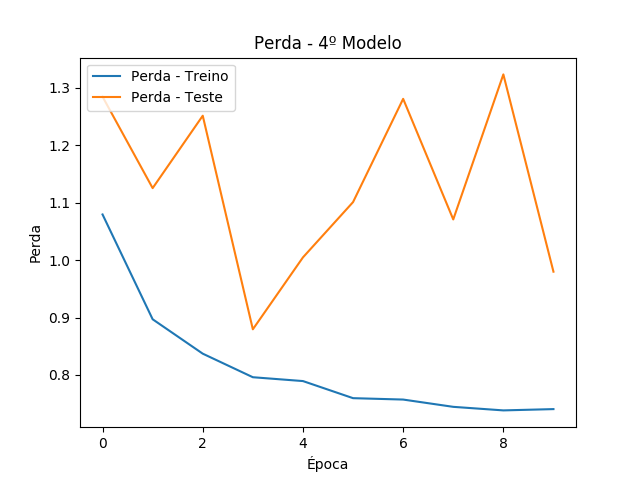 Perda - 4º Modelo
Perda - Treino
Perda - Teste
1.3
1.2
1.1
1.0
0.9
0.8
Perda
0 2 4 6 8
Época